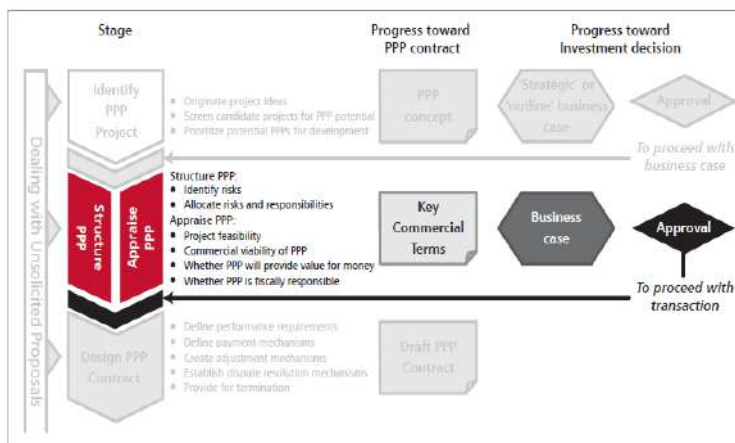 Stage
Progress toward
PPP contract
Progress toward
Investment decision
Dealing with Unsolicited Proposals
Identify
PPP
Project
• Originate project ideas
• Screen candidate projects for PPP potential
• Prioritize potential PPPs for development
PPP
concept
'Strategic' or
'outline' business
case
Approval
To proceed with
business case
Structure
PPP
Appraise PPP
Structure PPP:
• Identify risks
• Allocate risks and responsibilities
Appraise PPP:
• Project feasibility
• Commercial viability of PPP
• Whether PPP will provide value for money
• Whether PPP is fiscally responsible
Key
Commercial
Terms
Business
case
Approval
To proceed with
transaction
Design PPP
Contract
• Define performance requirements
• Define payment mechanisms
• Create adjustment mechanisms
• Establish dispute resolution mechanisms
• Provide for termination
Draft PPP
Contract